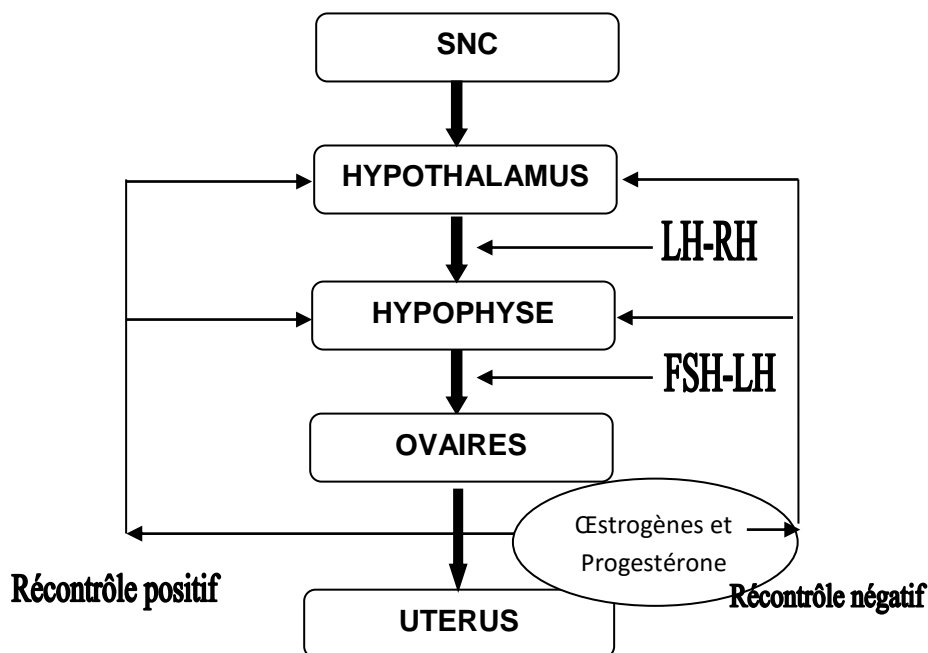 SNC
HYPOTHALAMUS
LH-RH
HYPOPHYSE
FSH-LH
OVAIRES
Œstrogènes et
Progestérone
Récontrôle positif
Récontrôle négatif
UTERUS